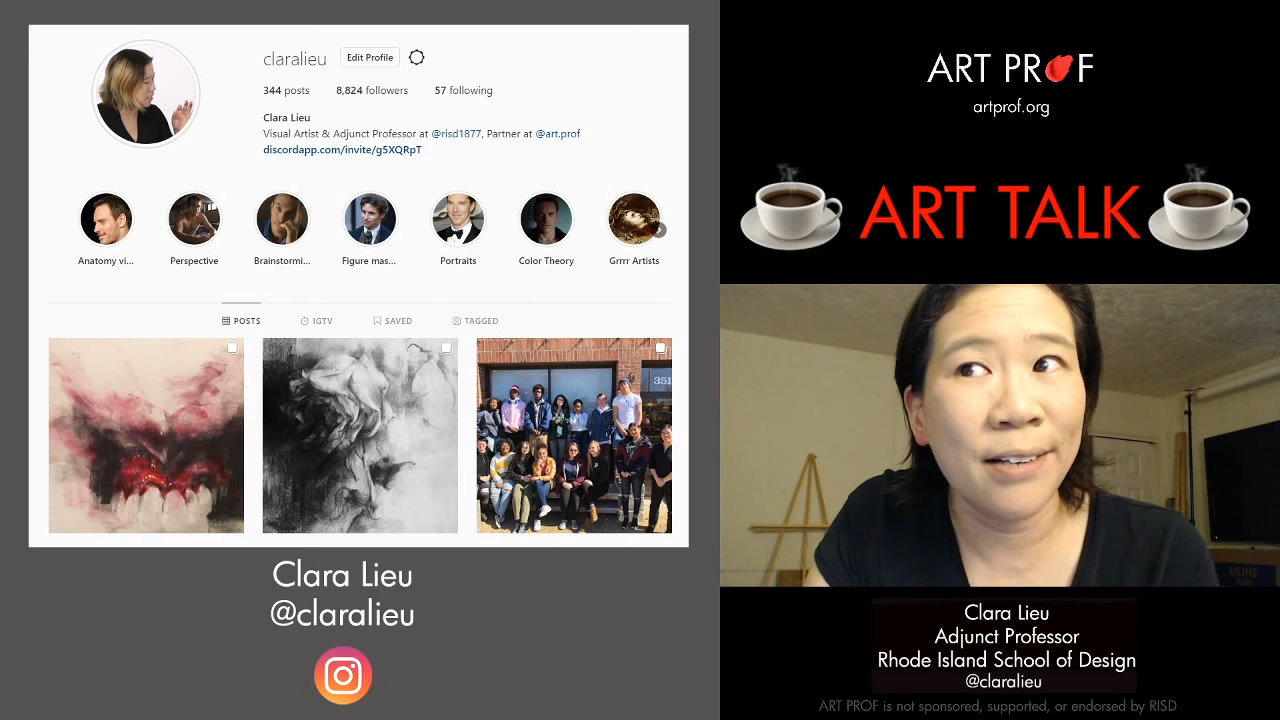 claralieu Edit Profile
344 posts 8,824 followers 57 following
Clara Lieu
Visual Artist & Adjunct Professor at @risd1877, Partner at @art.prof
discordapp.com/invite/g5XQRpT
Anatomy vi... Perspective Brainstormi... Figure mas... Portraits Color Theory Grrrr Artists
POSTS IGTV SAVED TAGGED
351
Clara Lieu
@claralieu
ART PROF
artprof.org
ART TALK
ULINE
Clara Lieu
Adjunct Professor
Rhode Island School of Design
@claralieu
ART PROF is not sponsored, supported, or endorsed by RISD